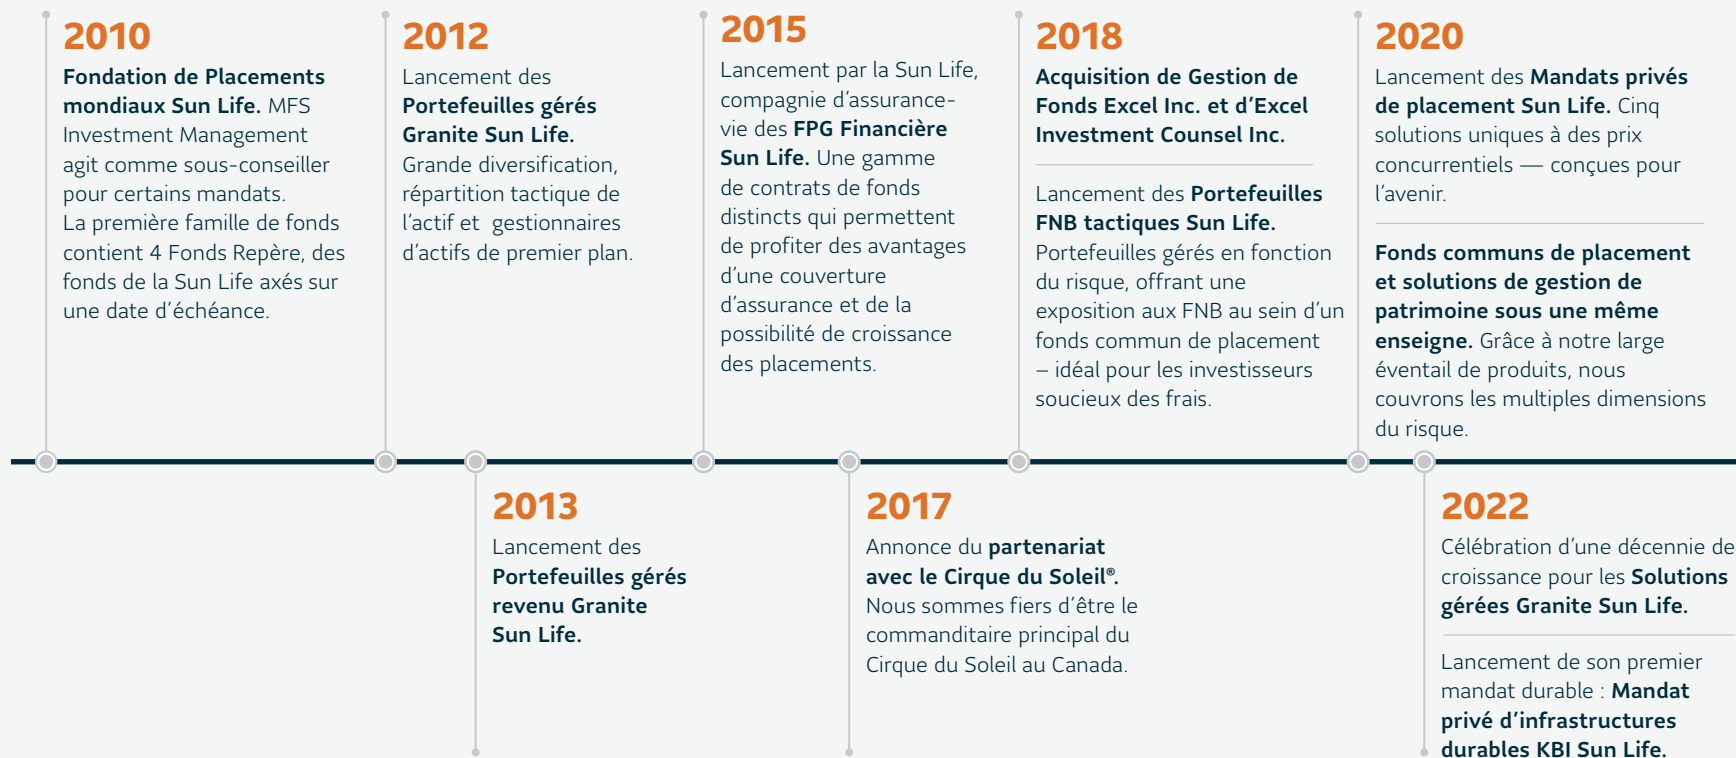 2010
Fondation de Placements
mondiaux Sun Life. MFS
Investment Management
agit comme sous-conseiller
pour certains mandats.
La première famille de fonds
contient 4 Fonds Repère, des
fonds de la Sun Life axés sur
une date d'échéance.
2012
Lancement des
Portefeuilles gérés
Granite Sun Life.
Grande diversification,
répartition tactique de
l'actif et gestionnaires
d'actifs de premier plan.
2015
Lancement par la Sun Life,
compagnie d'assurance-
vie des FPG Financière
Sun Life. Une gamme
de contrats de fonds
distincts qui permettent
de profiter des avantages
d'une couverture
d'assurance et de la
possibilité de croissance
des placements.
2018
Acquisition de Gestion de
Fonds Excel Inc. et d'Excel
Investment Counsel Inc.
Lancement des Portefeuilles
FNB tactiques Sun Life.
Portefeuilles gérés en fonction
du risque, offrant une
exposition aux FNB au sein d'un
fonds commun de placement
– idéal pour les investisseurs
soucieux des frais.
2020
Lancement des Mandats privés
de placement Sun Life. Cinq
solutions uniques à des prix
concurrentiels — conçues pour
l'avenir.
Fonds communs de placement
et solutions de gestion de
patrimoine sous une même
enseigne. Grâce à notre large
éventail de produits, nous
couvrons les multiples dimensions
du risque.
2013
Lancement des
Portefeuilles gérés
revenu Granite
Sun Life.
2017
Annonce du partenariat
avec le Cirque du Soleil®.
Nous sommes fiers d'être le
commanditaire principal du
Cirque du Soleil au Canada.
2022
Célébration d'une décennie de
croissance pour les Solutions
gérées Granite Sun Life.
Lancement de son premier
mandat durable : Mandat
privé d'infrastructures
durables KBI Sun Life.